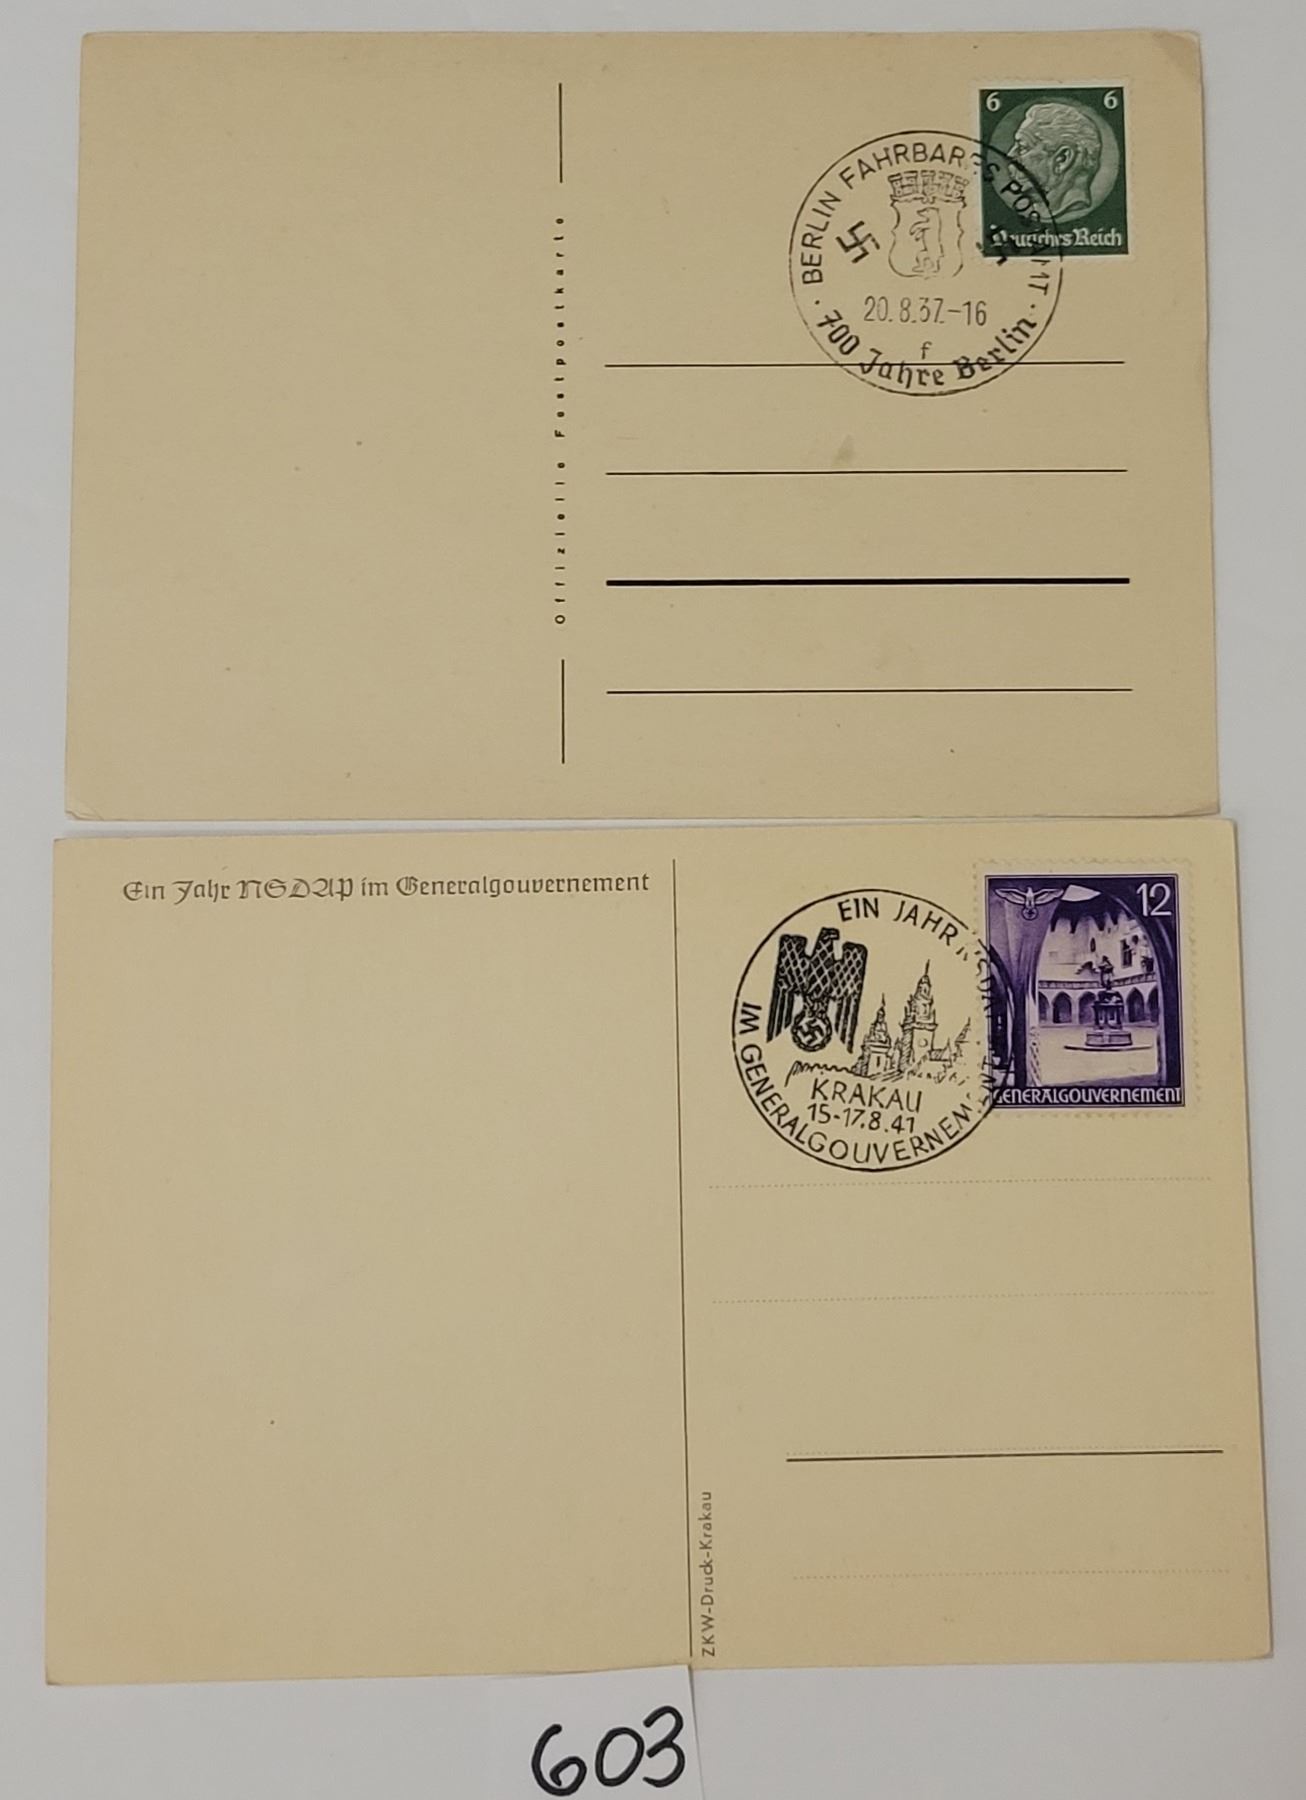 6 6
Deutsches Reich
BERLIN FAHRBARES POSTAMT
20.8.37.-16
f
700 Jahre Berlin
Offizielle Festpostkarte
Ein Jahr NSDAP im Generalgouvernement
12
GENERALGOUVERNEMENT
EIN JAHR NSDAP
IM GENERALGOUVERNEMENT
KRAKAU
15-17.8.41
ZKW-Druck-Krakau
603